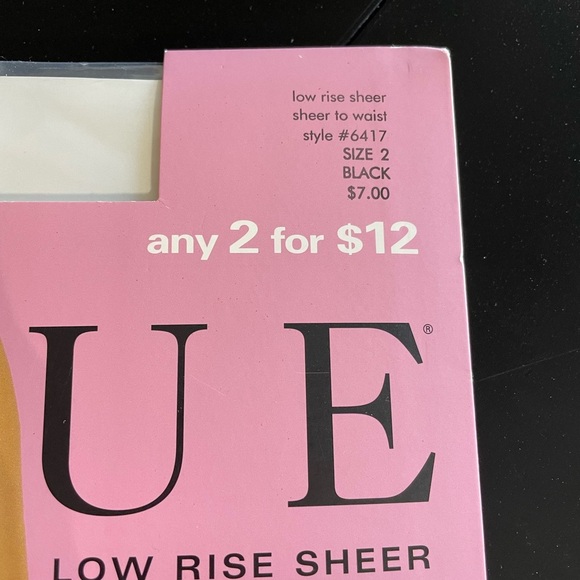 low rise sheer
sheer to waist
style #6417
SIZE 2
BLACK
$7.00
any 2 for $12
UE®
LOW RISE SHEER